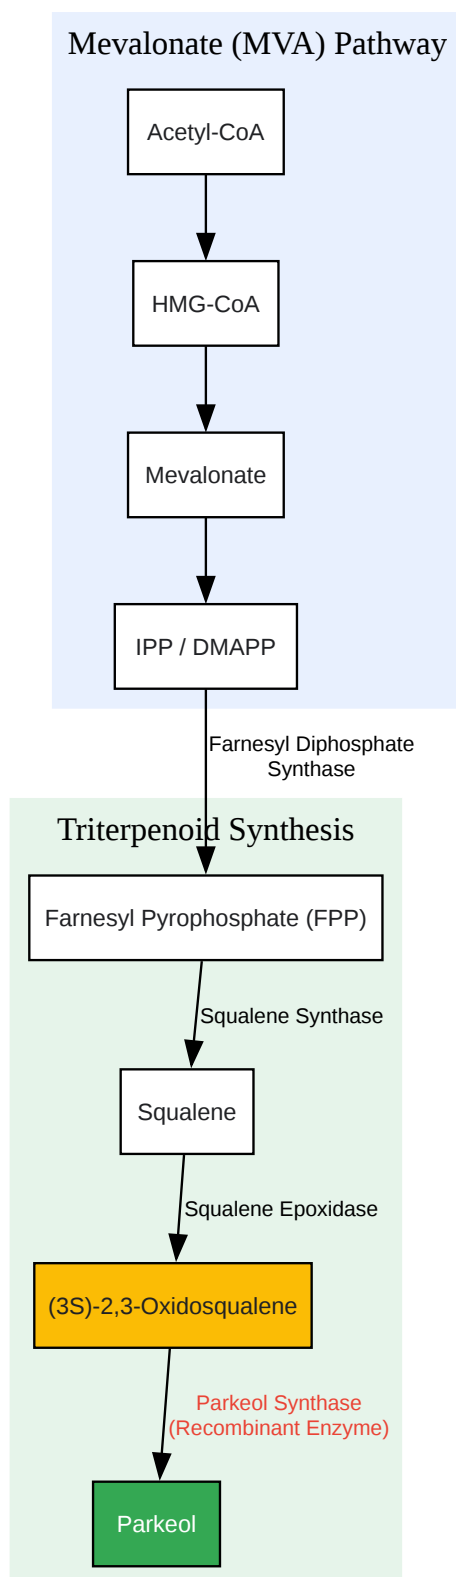 Mevalonate (MVA) Pathway
Acetyl-CoA
HMG-CoA
Mevalonate
IPP / DMAPP
Farnesyl Diphosphate
Synthase
Triterpenoid Synthesis
Farnesyl Pyrophosphate (FPP)
Squalene Synthase
Squalene
Squalene Epoxidase
(3S)-2,3-Oxidosqualene
Parkeol Synthase
(Recombinant Enzyme)
Parkeol